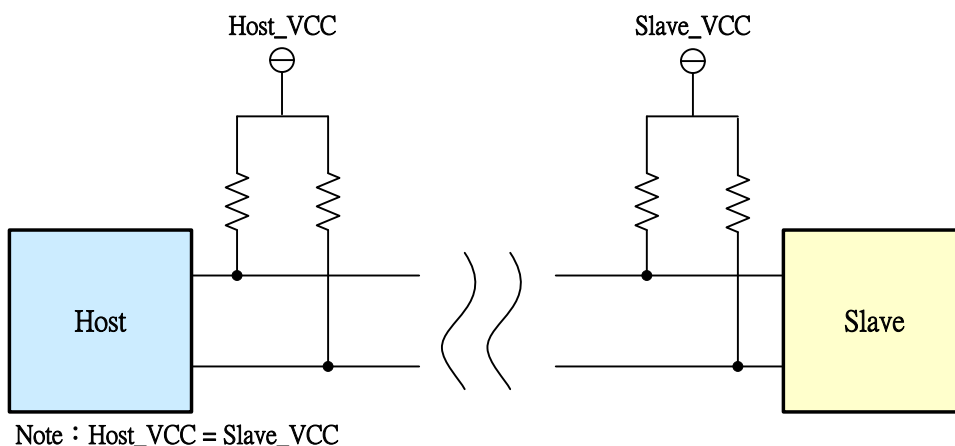 Host_VCC
Slave_VCC
Host
Slave
Note：Host_VCC = Slave_VCC